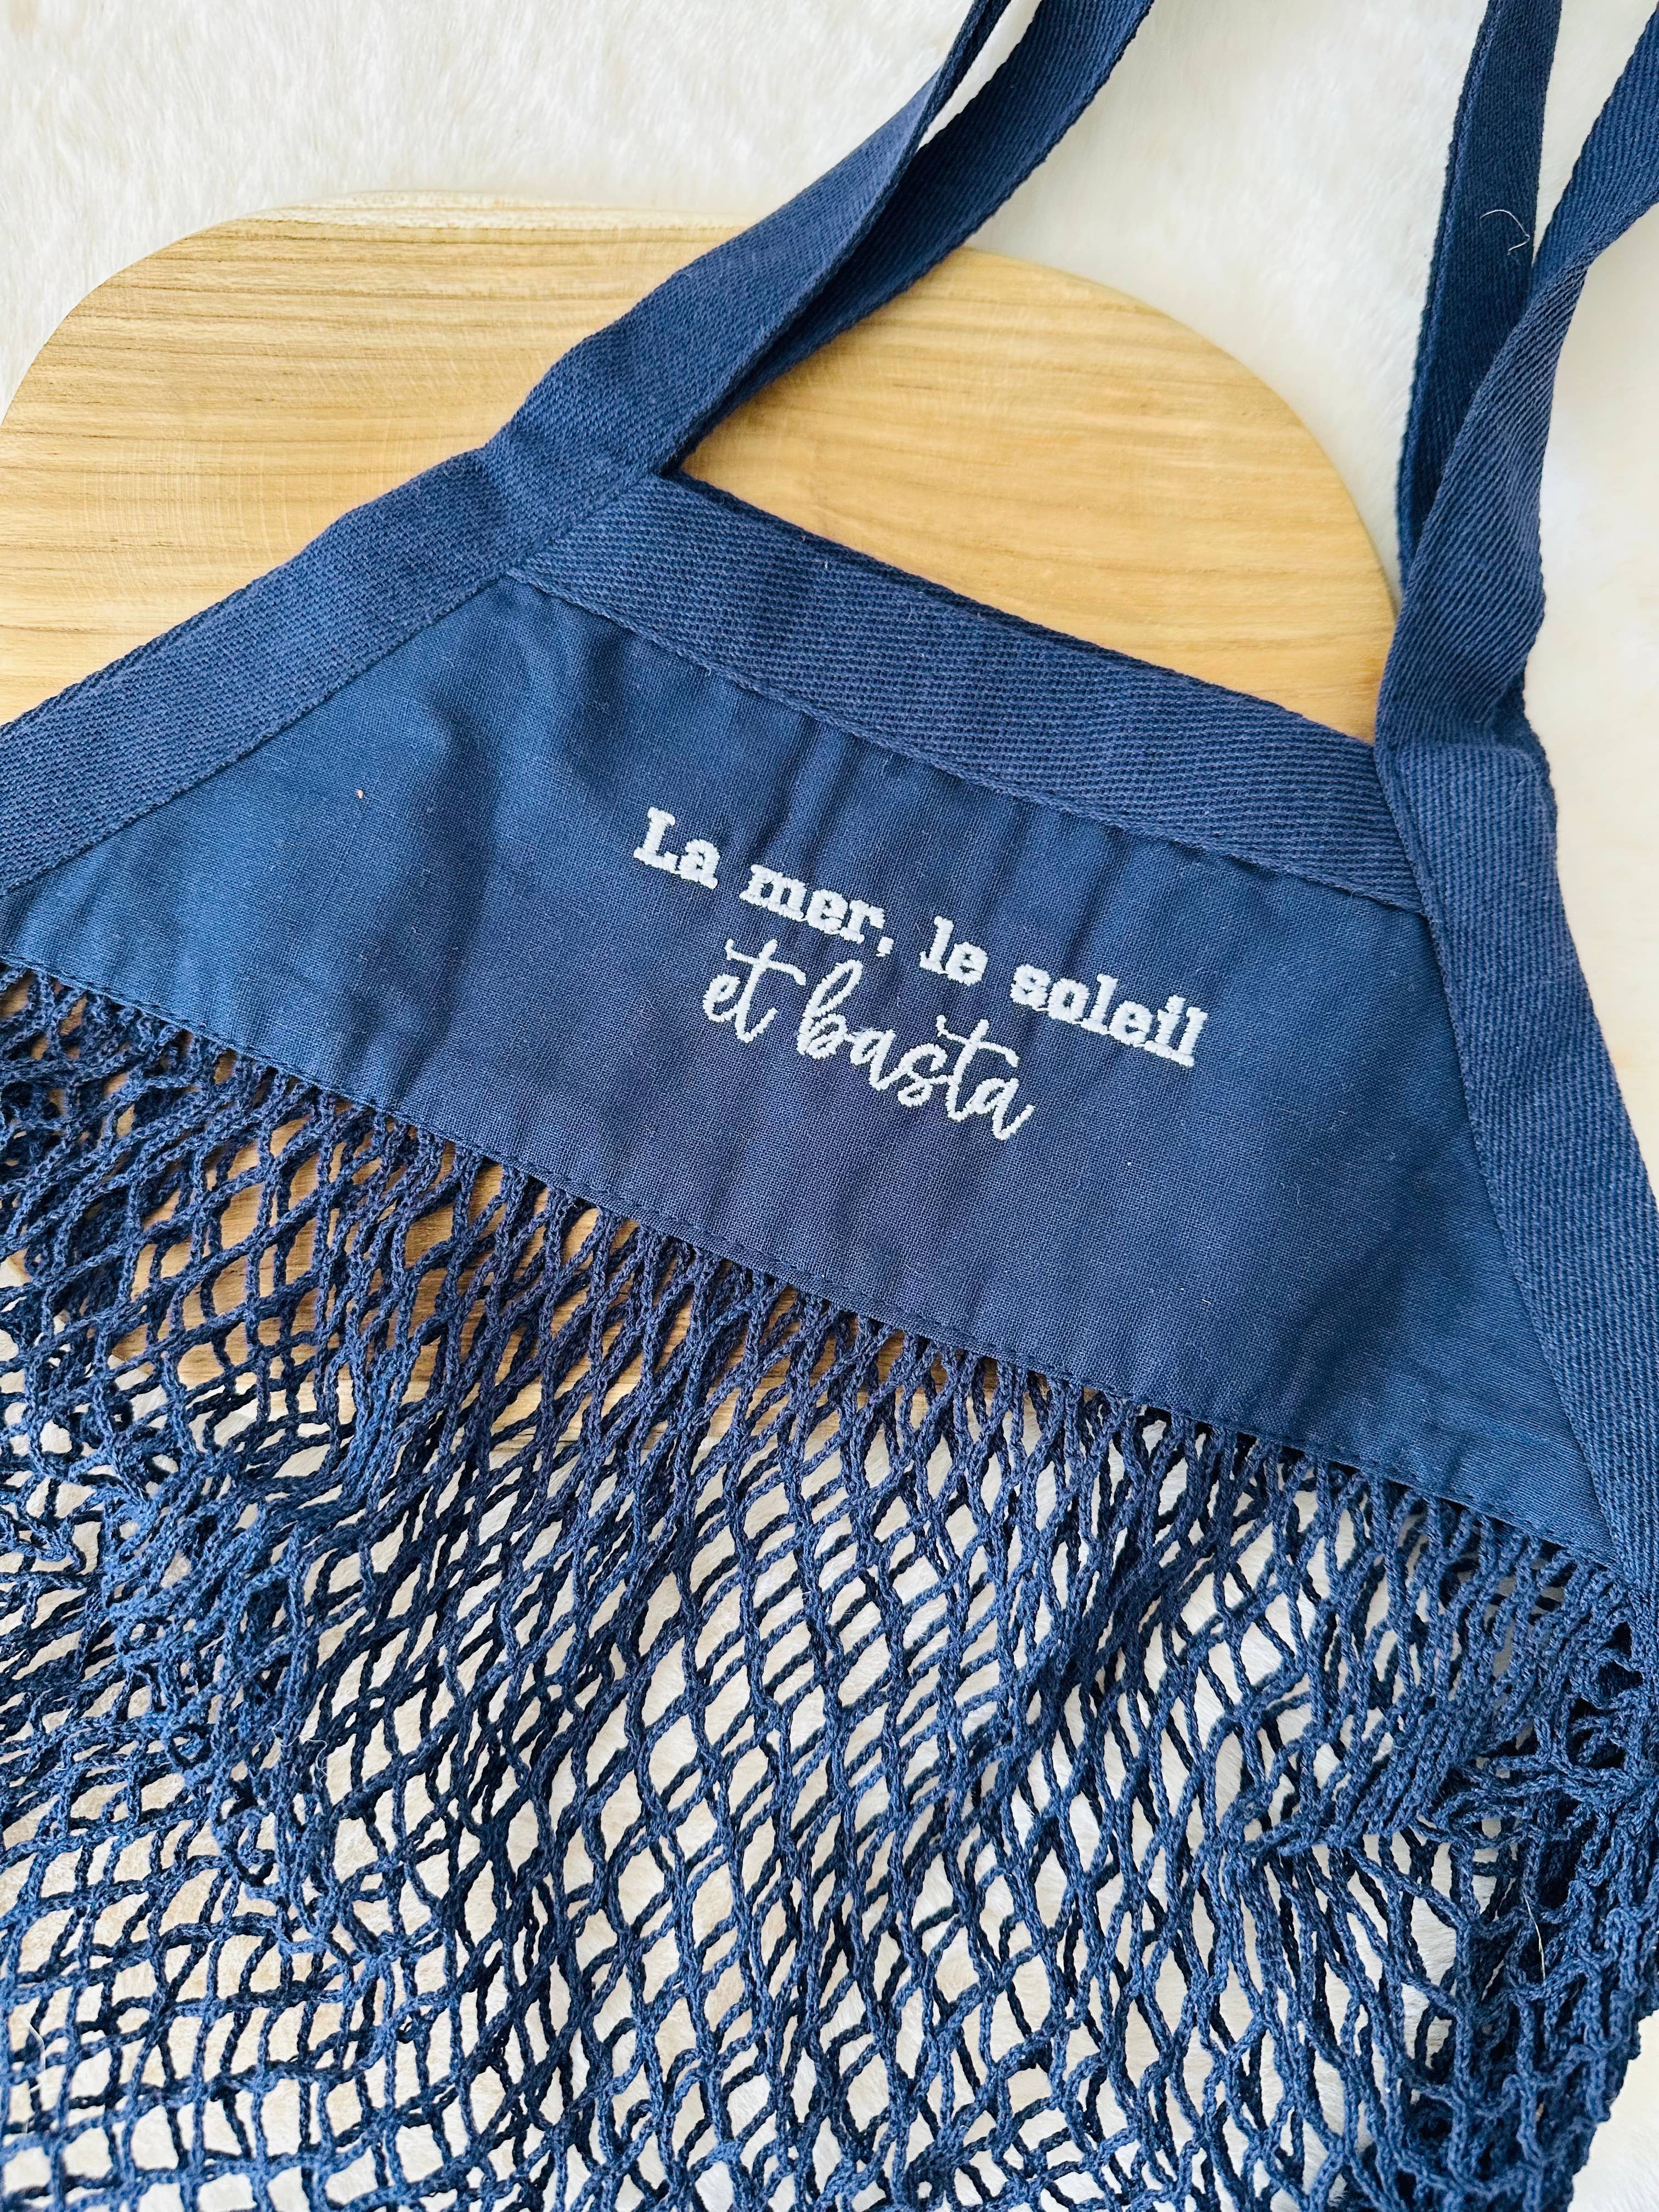 La mer, le soleil
et basta